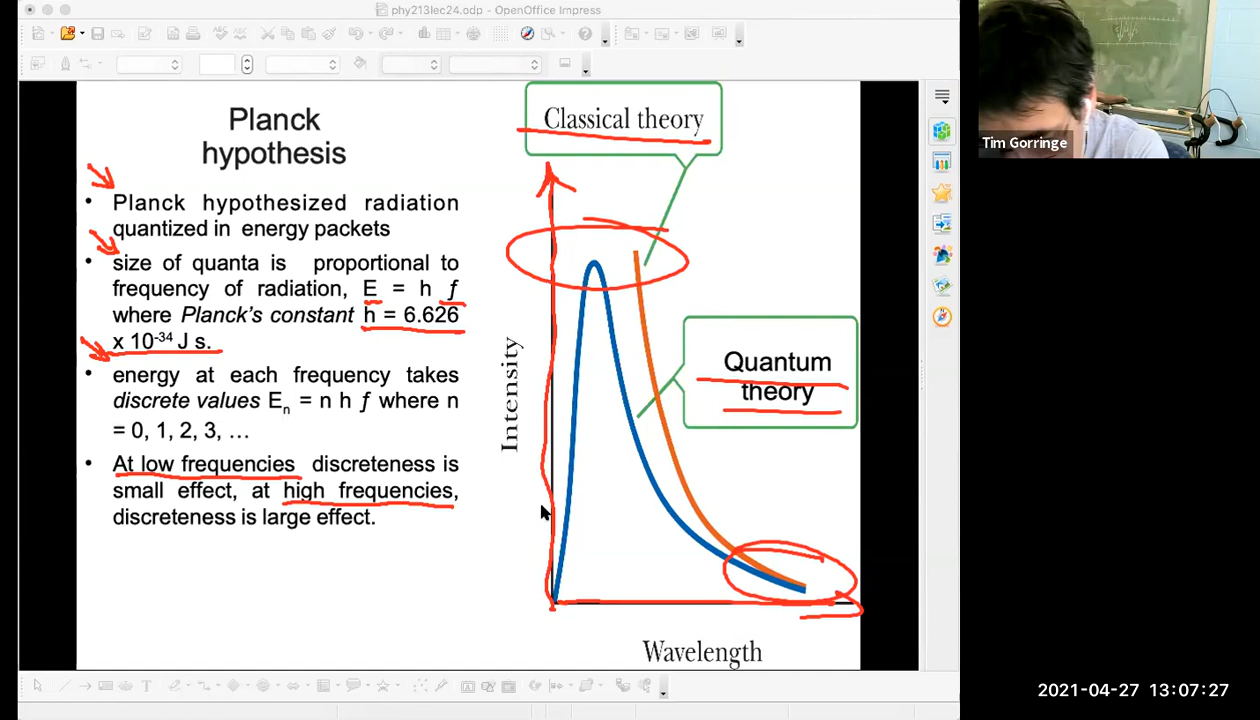 phy213lec24.odp - OpenOffice Impress
Planck
hypothesis
• Planck hypothesized radiation
quantized in energy packets
• size of quanta is proportional to
frequency of radiation, E = h ƒ
where Planck's constant h = 6.626
x 10⁻³⁴ J s.
• energy at each frequency takes
discrete values Eₙ = n h ƒ where n
= 0, 1, 2, 3, …
• At low frequencies discreteness is
small effect, at high frequencies,
discreteness is large effect.
Classical theory
Quantum
theory
Intensity
Wavelength
Tim Gorringe
2021-04-27 13:07:27